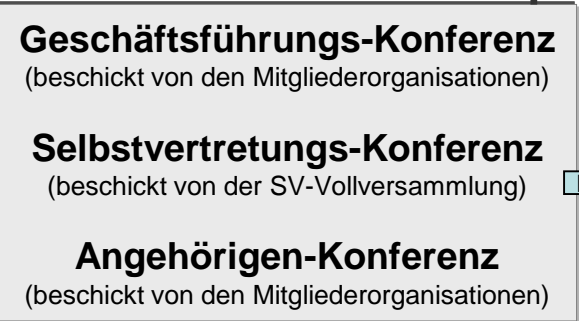 Geschäftsführungs-Konferenz
(beschickt von den Mitgliederorganisationen)
Selbstvertretungs-Konferenz
(beschickt von der SV-Vollversammlung)
Angehörigen-Konferenz
(beschickt von den Mitgliederorganisationen)